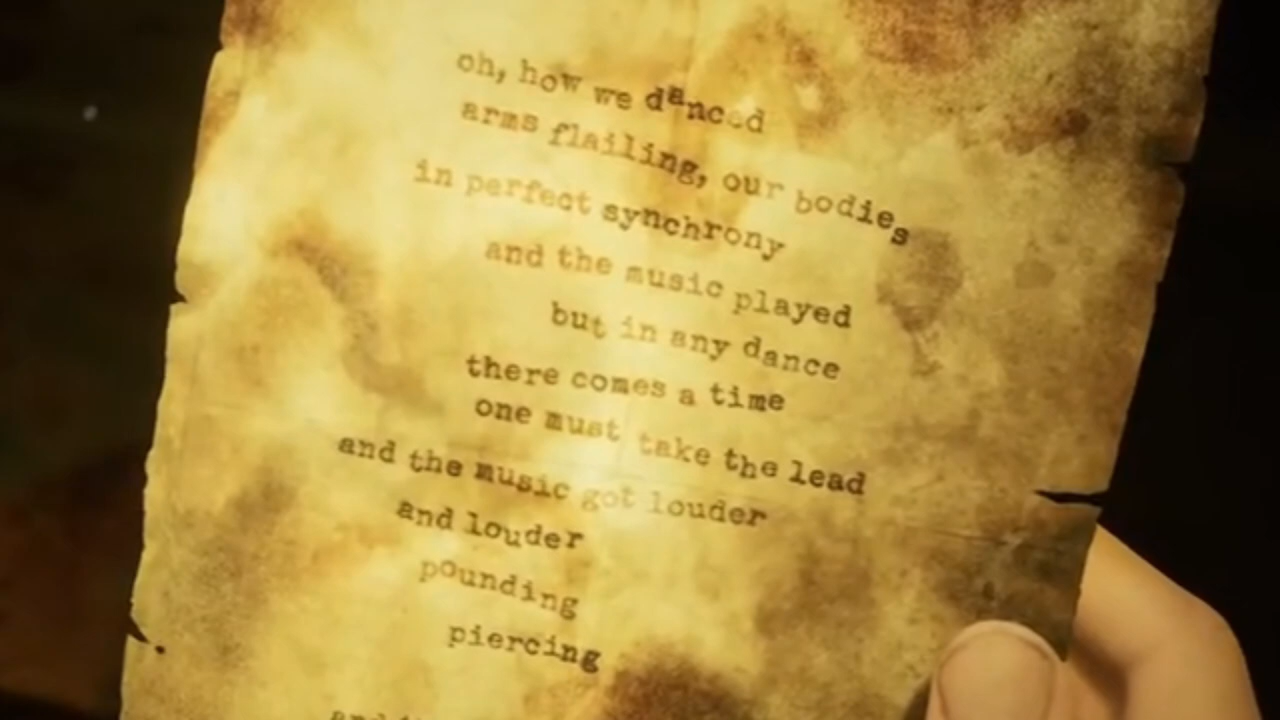 oh, how we danced
arms flailing, our bodies
in perfect synchrony
and the music played
but in any dance
there comes a time
one must take the lead
and the music got louder
and louder
pounding
piercing
and